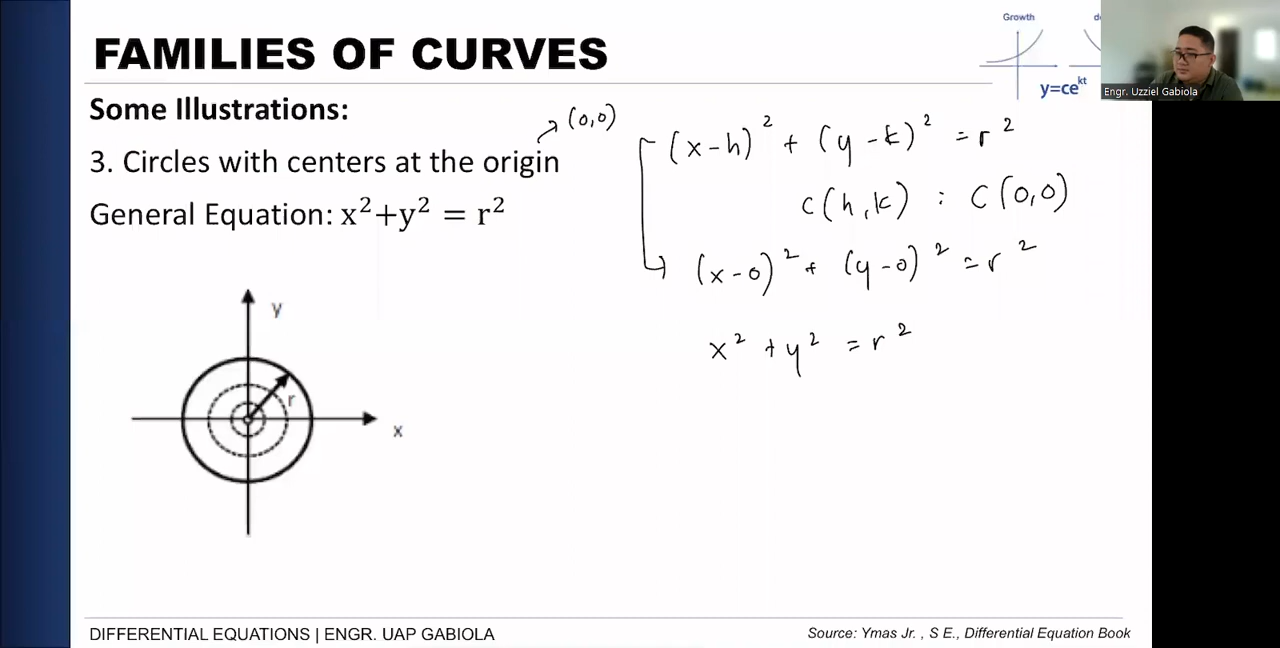 FAMILIES OF CURVES
Growth
y=ce^kt
Engr. Uzziel Gabiola
Some Illustrations:
(0,0)
3. Circles with centers at the origin
General Equation: x²+y² = r²
(x-h)² + (y-k)² = r²
C(h,k) : C(0,0)
(x-0)² + (y-0)² = r²
x² + y² = r²
y
r
x
DIFFERENTIAL EQUATIONS | ENGR. UAP GABIOLA
Source: Ymas Jr. , S E., Differential Equation Book